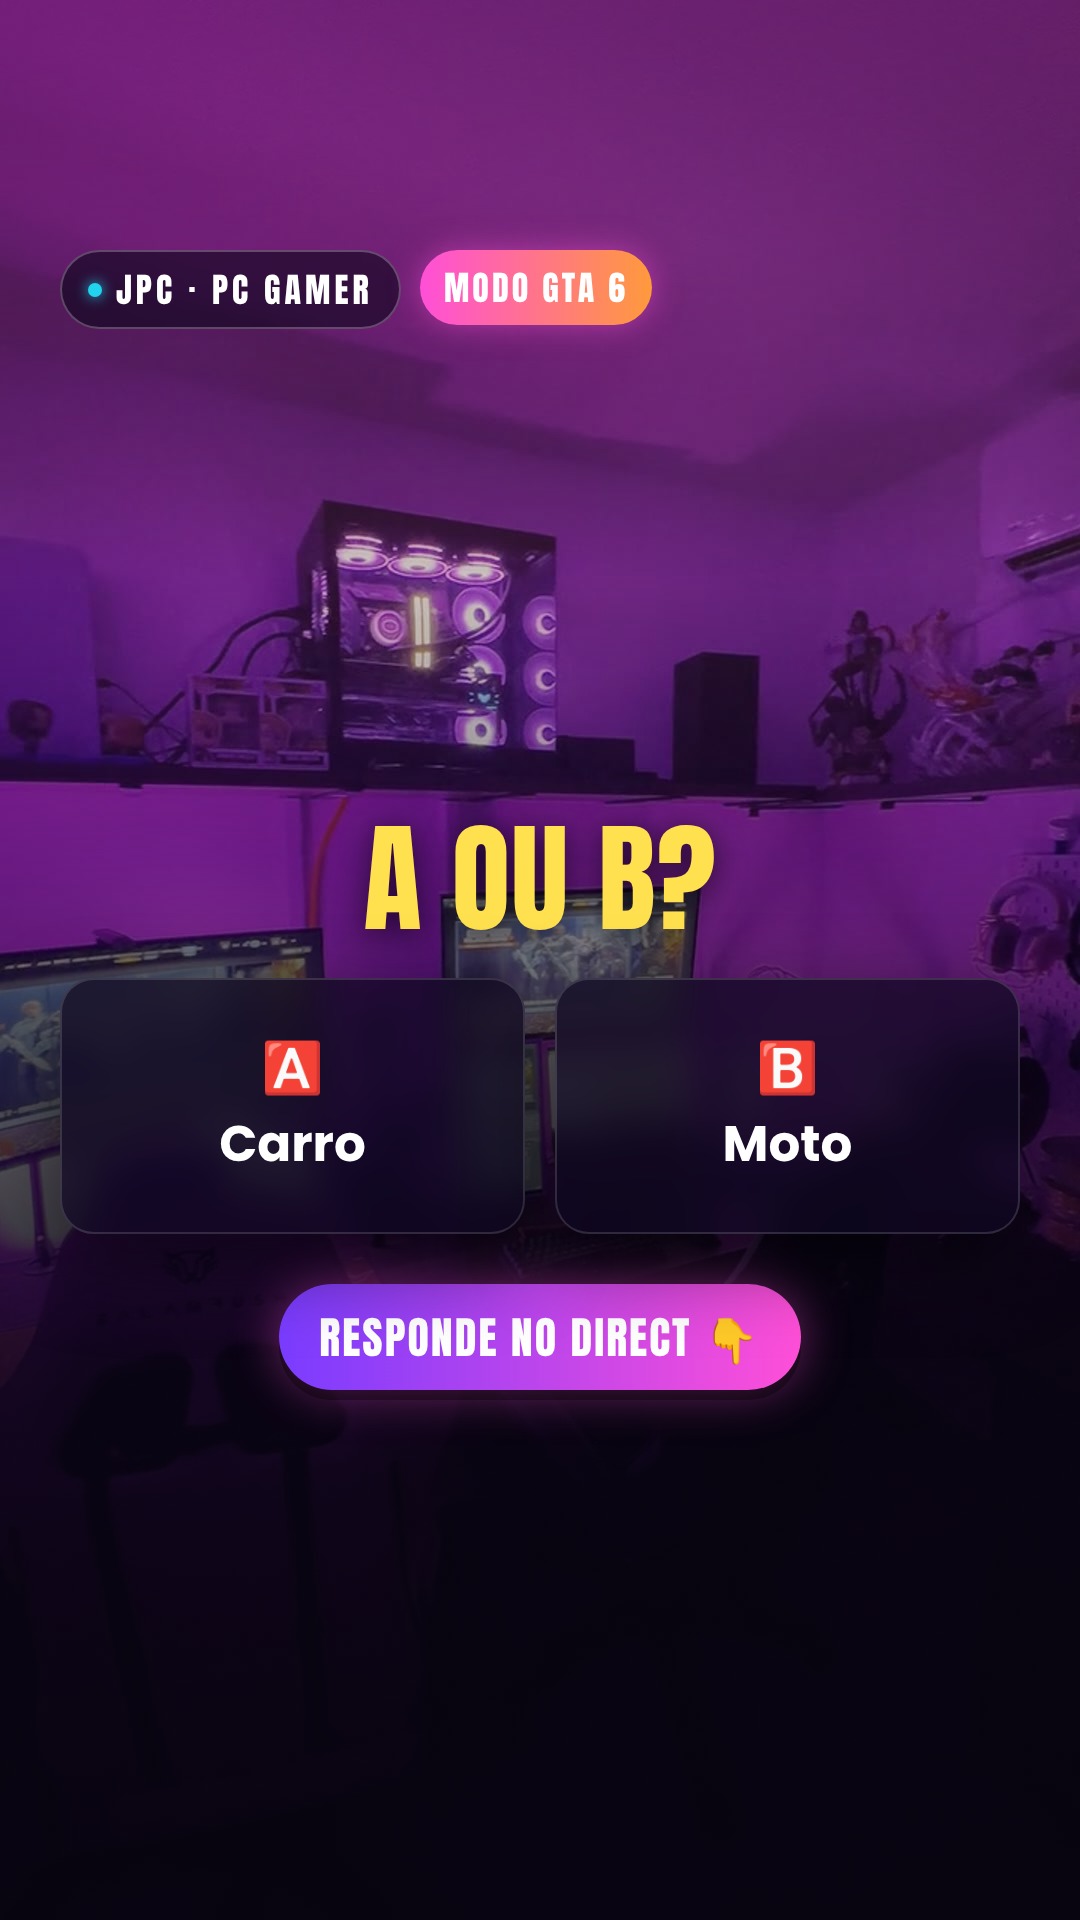 JPC · PC GAMER
MODO GTA 6
A OU B?
🅰️ 🅱️
Carro
Moto
RESPONDE NO DIRECT 👇